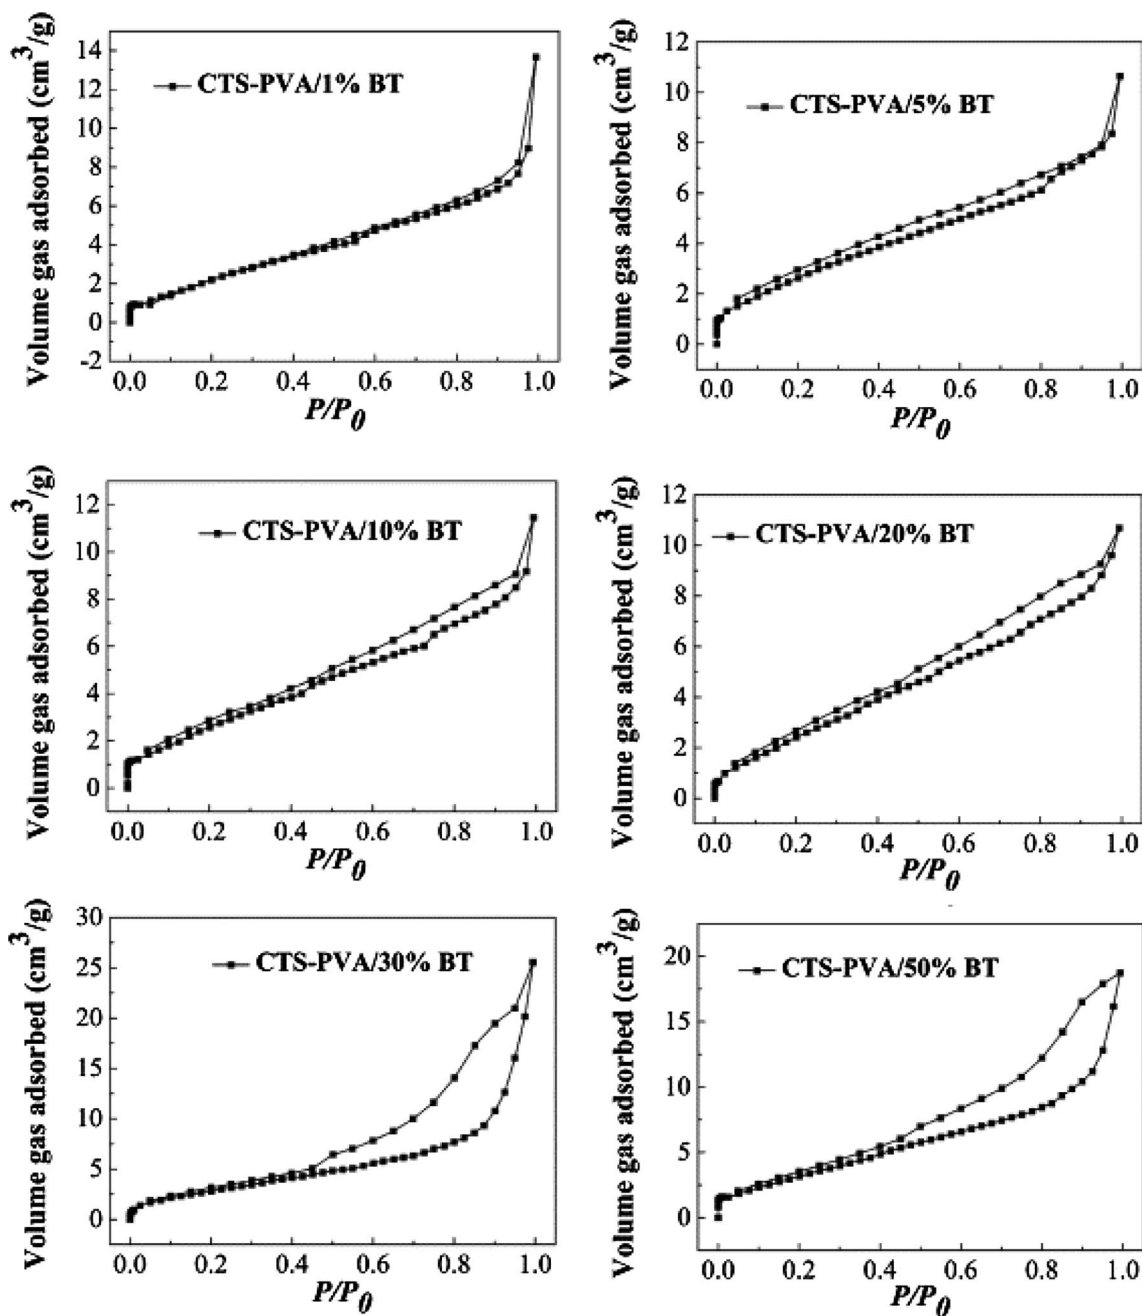 Volume gas adsorbed (cm³/g)
14
12
10
8
6
4
2
0
-2
CTS-PVA/1% BT
0.0 0.2 0.4 0.6 0.8 1.0
P/P₀
Volume gas adsorbed (cm³/g)
12
10
8
6
4
2
0
CTS-PVA/5% BT
0.0 0.2 0.4 0.6 0.8 1.0
P/P₀
Volume gas adsorbed (cm³/g)
12
10
8
6
4
2
0
CTS-PVA/10% BT
0.0 0.2 0.4 0.6 0.8 1.0
P/P₀
Volume gas adsorbed (cm³/g)
12
10
8
6
4
2
0
CTS-PVA/20% BT
0.0 0.2 0.4 0.6 0.8 1.0
P/P₀
Volume gas adsorbed (cm³/g)
30
25
20
15
10
5
0
CTS-PVA/30% BT
0.0 0.2 0.4 0.6 0.8 1.0
P/P₀
Volume gas adsorbed (cm³/g)
20
15
10
5
0
CTS-PVA/50% BT
0.0 0.2 0.4 0.6 0.8 1.0
P/P₀